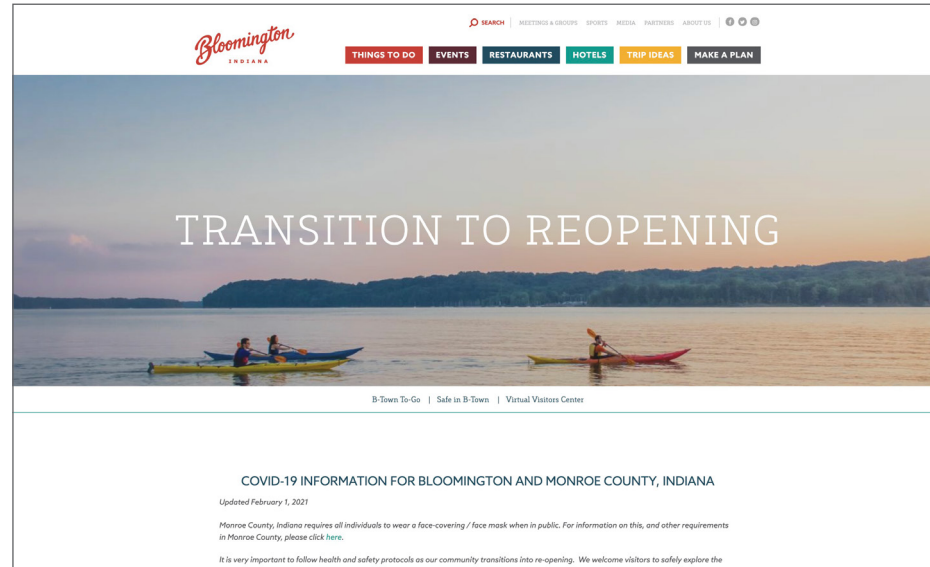 Bloomington
INDIANA
SEARCH | MEETINGS & GROUPS SPORTS MEDIA PARTNERS ABOUT US
THINGS TO DO EVENTS RESTAURANTS HOTELS TRIP IDEAS MAKE A PLAN
TRANSITION TO REOPENING
B-Town To-Go | Safe in B-Town | Virtual Visitors Center
COVID-19 INFORMATION FOR BLOOMINGTON AND MONROE COUNTY, INDIANA
Updated February 1, 2021
Monroe County, Indiana requires all individuals to wear a face-covering / face mask when in public. For information on this, and other requirements
in Monroe County, please click here.
It is very important to follow health and safety protocols as our community transitions into re-opening. We welcome visitors to safely explore the